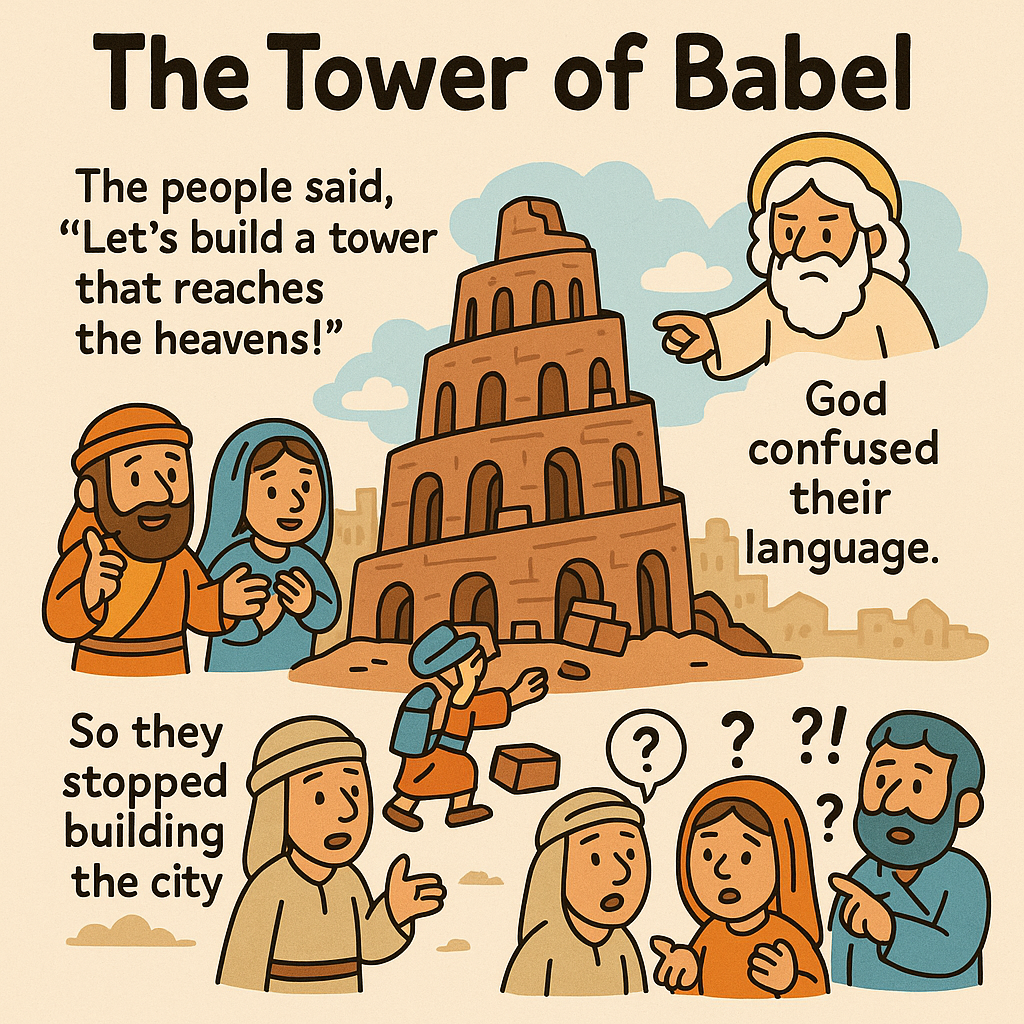 The Tower of Babel
The people said,
“Let’s build a tower
that reaches
the heavens!”
God
confused
their
language.
So they
stopped
building
the city
?
?
?!
?